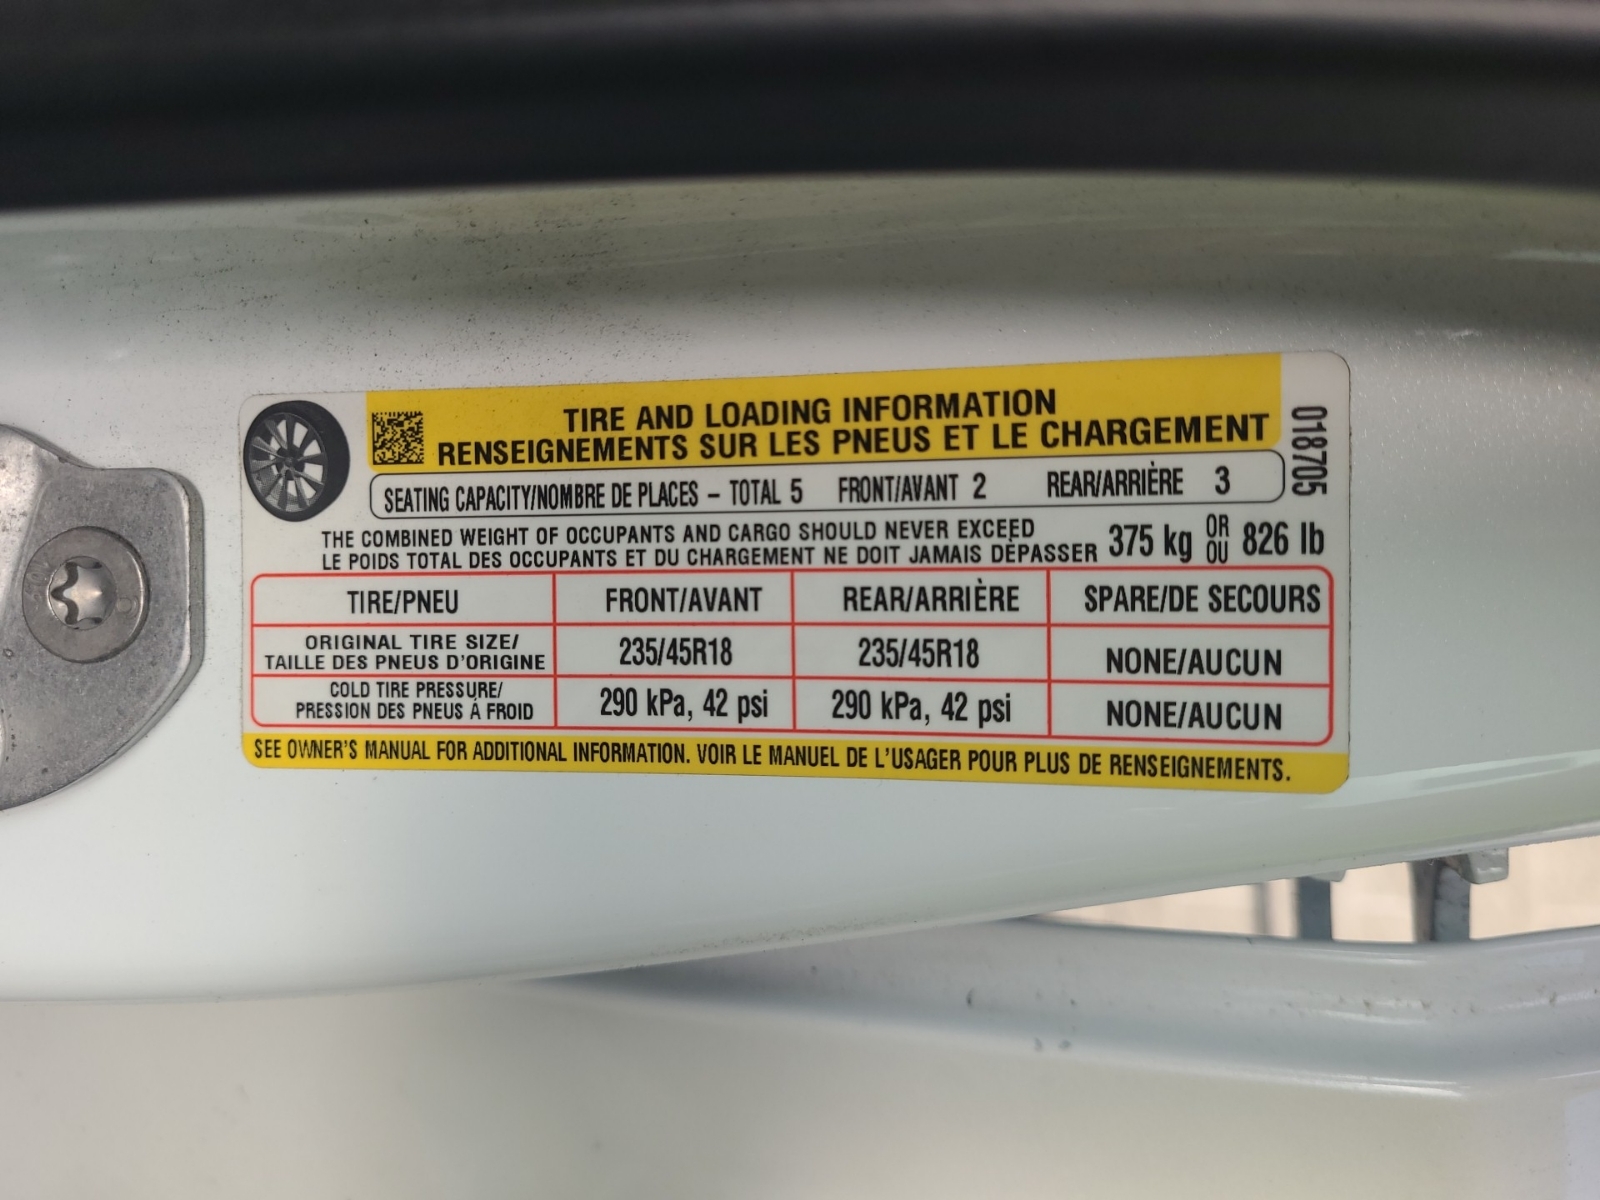 TIRE AND LOADING INFORMATION
RENSEIGNEMENTS SUR LES PNEUS ET LE CHARGEMENT
018705
SEATING CAPACITY/NOMBRE DE PLACES – TOTAL 5 FRONT/AVANT 2 REAR/ARRIÈRE 3
THE COMBINED WEIGHT OF OCCUPANTS AND CARGO SHOULD NEVER EXCEED
LE POIDS TOTAL DES OCCUPANTS ET DU CHARGEMENT NE DOIT JAMAIS DÉPASSER
375 kg OR OU 826 lb
TIRE/PNEU FRONT/AVANT REAR/ARRIÈRE SPARE/DE SECOURS
ORIGINAL TIRE SIZE/
TAILLE DES PNEUS D'ORIGINE 235/45R18 235/45R18 NONE/AUCUN
COLD TIRE PRESSURE/
PRESSION DES PNEUS À FROID 290 kPa, 42 psi 290 kPa, 42 psi NONE/AUCUN
SEE OWNER'S MANUAL FOR ADDITIONAL INFORMATION. VOIR LE MANUEL DE L'USAGER POUR PLUS DE RENSEIGNEMENTS.